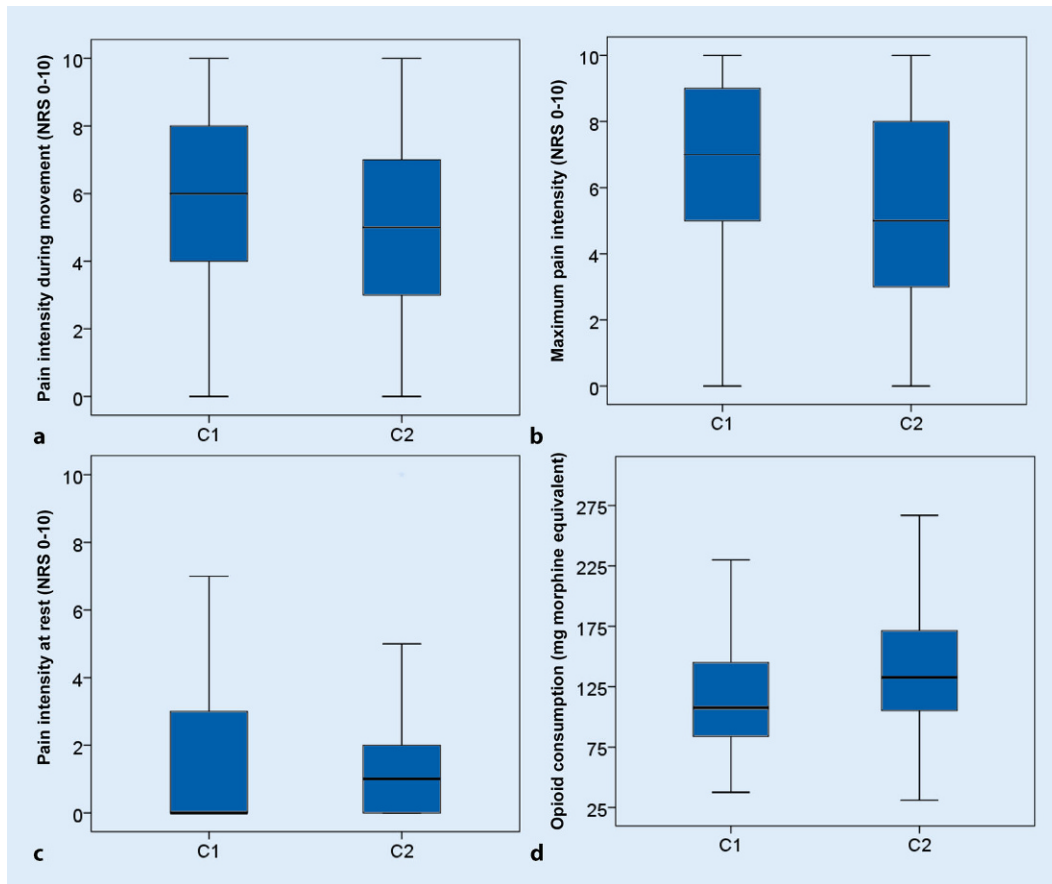 Pain intensity during movement (NRS 0-10)
10
8
6
4
2
0
C1
C2
a
Maximum pain intensity (NRS 0-10)
10
8
6
4
2
0
C1
C2
b
Pain intensity at rest (NRS 0-10)
10
8
6
4
2
0
C1
C2
c
Opioid consumption (mg morphine equivalent)
275
225
175
125
75
25
C1
C2
d